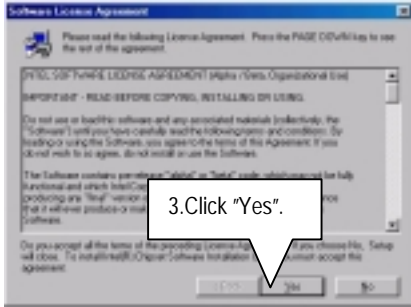 Software License Agreement
Please read the following License Agreement. Press the PAGE DOWN key to see
the rest of the agreement.
INTEL SOFTWARE LICENSE AGREEMENT (Alpha / Beta, Organizational Use)
IMPORTANT - READ BEFORE COPYING, INSTALLING OR USING.
Do not use or load this software and any associated materials (collectively, the
"Software") until you have carefully read the following terms and conditions. By
loading or using the Software, you agree to the terms of this Agreement. If you
do not wish to so agree, do not install or use the Software.
The Software contains pre-release "alpha" or "beta" code, which may not be fully
functional and which Intel
producing any "final" version
that it will ever produce or make
Software.
3.Click "Yes".
Do you accept all the terms of the preceding License If you choose No, Setup
will close. To install Intel(R) Chipset Software Installation must accept this
agreement.
Yes
No